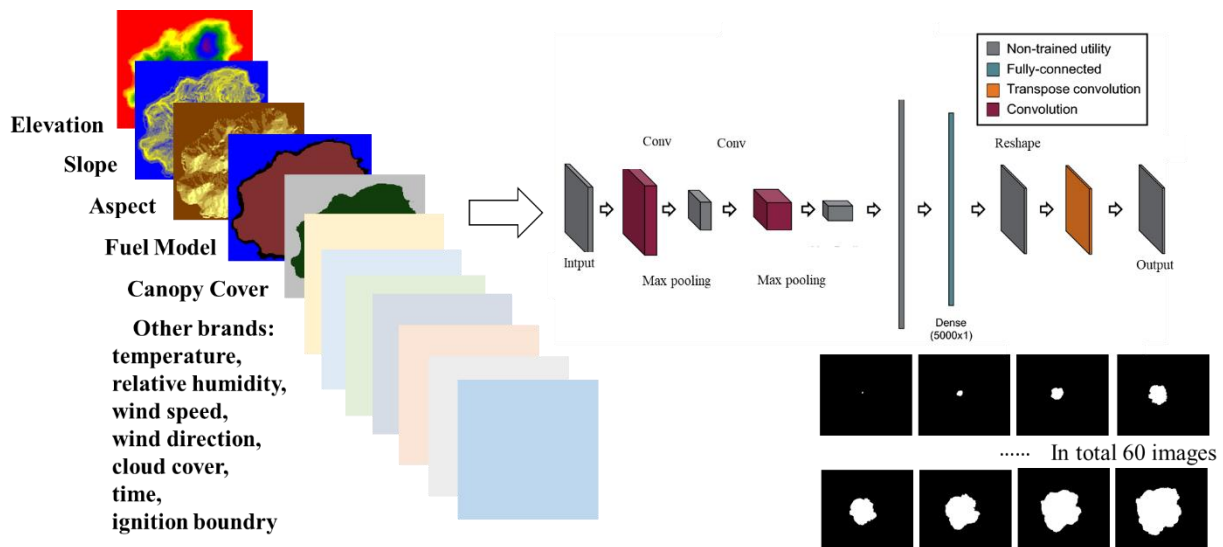 Elevation
Slope
Aspect
Fuel Model
Canopy Cover
Other brands:
temperature,
relative humidity,
wind speed,
wind direction,
cloud cover,
time,
ignition boundry
Non-trained utility
Fully-connected
Transpose convolution
Convolution
Conv
Conv
Reshape
Intput
Max pooling
Max pooling
Output
Dense
(5000x1)
...... In total 60 images